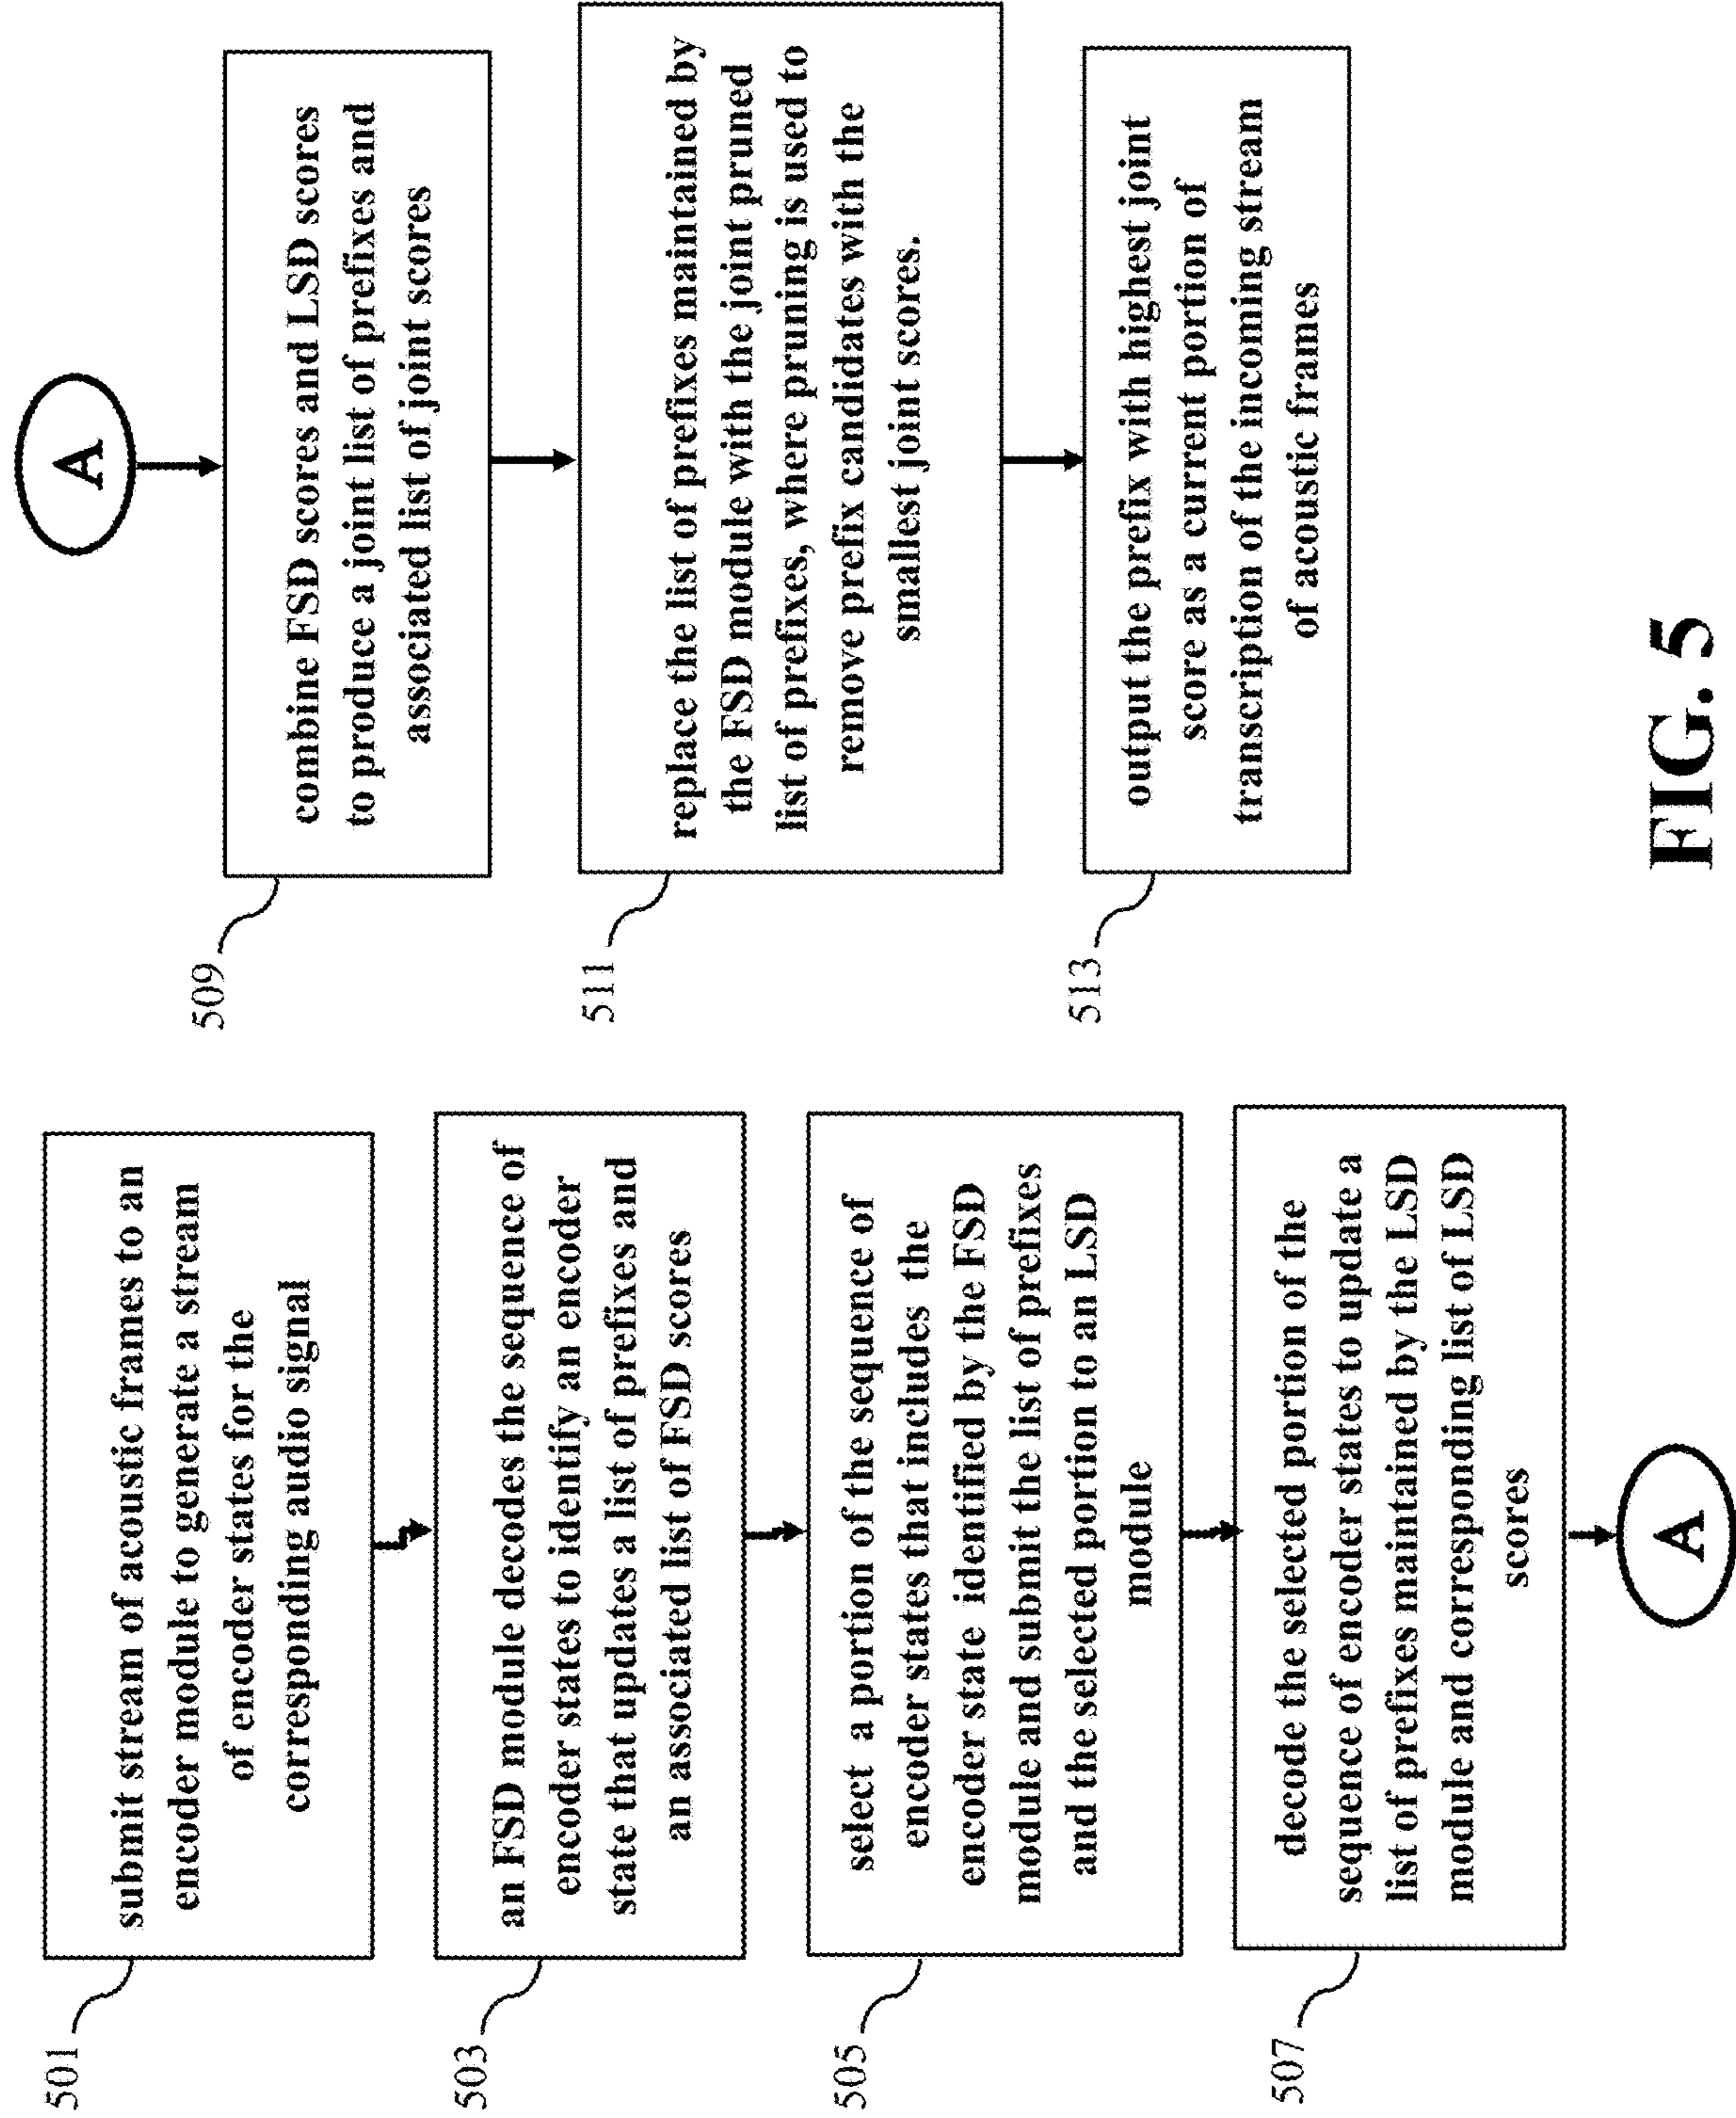 501
submit stream of acoustic frames to an
encoder module to generate a stream
of encoder states for the
corresponding audio signal
503
an FSD module decodes the sequence of
encoder states to identify an encoder
state that updates a list of prefixes and
an associated list of FSD scores
505
select a portion of the sequence of
encoder states that includes the
encoder state identified by the FSD
module and submit the list of prefixes
and the selected portion to an LSD
module
507
decode the selected portion of the
sequence of encoder states to update a
list of prefixes maintained by the LSD
module and corresponding list of LSD
scores
A
A
509
combine FSD scores and LSD scores
to produce a joint list of prefixes and
associated list of joint scores
511
replace the list of prefixes maintained by
the FSD module with the joint pruned
list of prefixes, where pruning is used to
remove prefix candidates with the
smallest joint scores.
513
output the prefix with highest joint
score as a current portion of
transcription of the incoming stream
of acoustic frames
FIG. 5